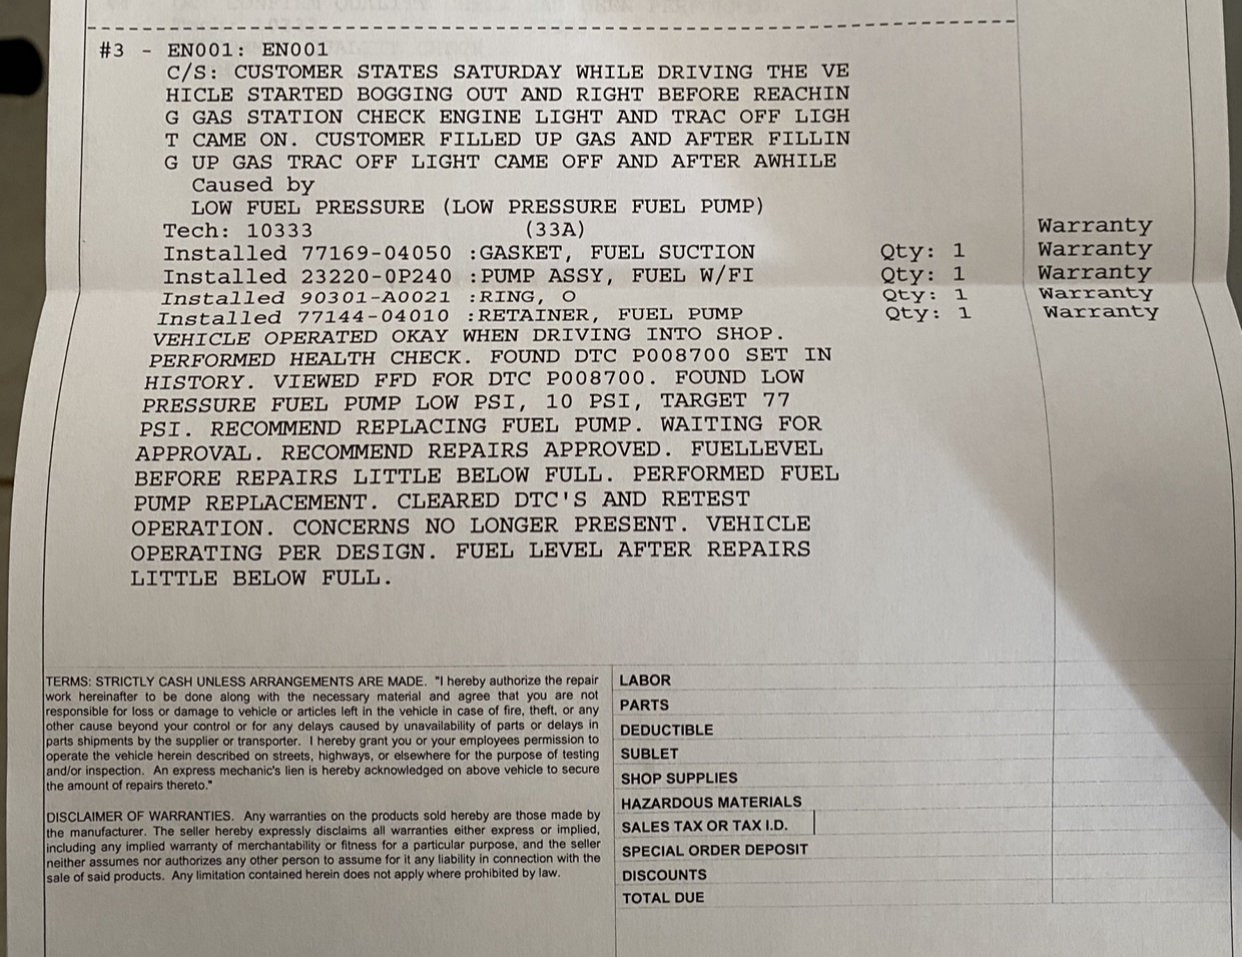 #3 - EN001: EN001
C/S: CUSTOMER STATES SATURDAY WHILE DRIVING THE VE
HICLE STARTED BOGGING OUT AND RIGHT BEFORE REACHIN
G GAS STATION CHECK ENGINE LIGHT AND TRAC OFF LIGH
T CAME ON. CUSTOMER FILLED UP GAS AND AFTER FILLIN
G UP GAS TRAC OFF LIGHT CAME OFF AND AFTER AWHILE
Caused by
LOW FUEL PRESSURE (LOW PRESSURE FUEL PUMP)
Tech: 10333 (33A) Warranty
Installed 77169-04050 :GASKET, FUEL SUCTION Qty: 1 Warranty
Installed 23220-0P240 :PUMP ASSY, FUEL W/FI Qty: 1 Warranty
Installed 90301-A0021 :RING, O Qty: 1 Warranty
Installed 77144-04010 :RETAINER, FUEL PUMP Qty: 1 Warranty
VEHICLE OPERATED OKAY WHEN DRIVING INTO SHOP.
PERFORMED HEALTH CHECK. FOUND DTC P008700 SET IN
HISTORY. VIEWED FFD FOR DTC P008700. FOUND LOW
PRESSURE FUEL PUMP LOW PSI, 10 PSI, TARGET 77
PSI. RECOMMEND REPLACING FUEL PUMP. WAITING FOR
APPROVAL. RECOMMEND REPAIRS APPROVED. FUELLEVEL
BEFORE REPAIRS LITTLE BELOW FULL. PERFORMED FUEL
PUMP REPLACEMENT. CLEARED DTC'S AND RETEST
OPERATION. CONCERNS NO LONGER PRESENT. VEHICLE
OPERATING PER DESIGN. FUEL LEVEL AFTER REPAIRS
LITTLE BELOW FULL.
TERMS: STRICTLY CASH UNLESS ARRANGEMENTS ARE MADE. "I hereby authorize the repair
work hereinafter to be done along with the necessary material and agree that you are not
responsible for loss or damage to vehicle or articles left in the vehicle in case of fire, theft, or any
other cause beyond your control or for any delays caused by unavailability of parts or delays in
parts shipments by the supplier or transporter. I hereby grant you or your employees permission to
operate the vehicle herein described on streets, highways, or elsewhere for the purpose of testing
and/or inspection. An express mechanic's lien is hereby acknowledged on above vehicle to secure
the amount of repairs thereto."
DISCLAIMER OF WARRANTIES. Any warranties on the products sold hereby are those made by
the manufacturer. The seller hereby expressly disclaims all warranties either express or implied,
including any implied warranty of merchantability or fitness for a particular purpose, and the seller
neither assumes nor authorizes any other person to assume for it any liability in connection with the
sale of said products. Any limitation contained herein does not apply where prohibited by law.
LABOR
PARTS
DEDUCTIBLE
SUBLET
SHOP SUPPLIES
HAZARDOUS MATERIALS
SALES TAX OR TAX I.D.
SPECIAL ORDER DEPOSIT
DISCOUNTS
TOTAL DUE